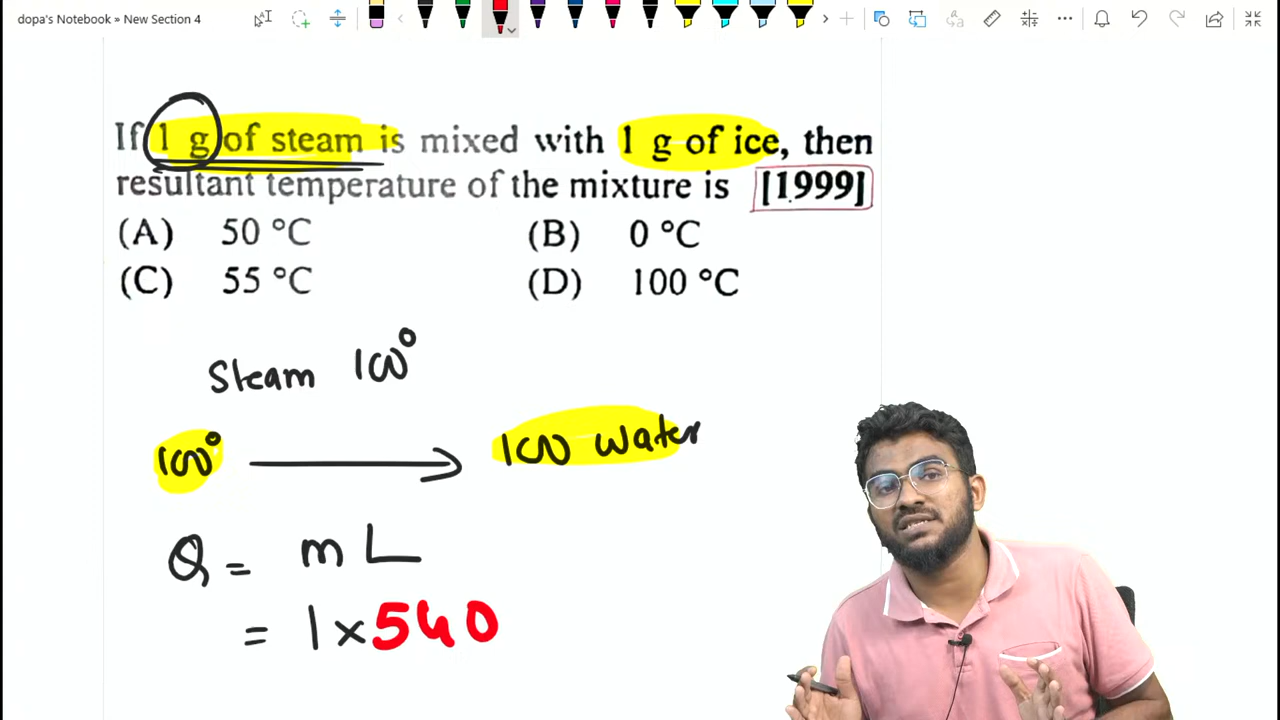 dopa's Notebook » New Section 4
If 1 g of steam is mixed with 1 g of ice, then
resultant temperature of the mixture is [1999]
(A) 50 °C (B) 0 °C
(C) 55 °C (D) 100 °C
Steam 100°
100° 100 Water
Q = m L
= 1 × 540